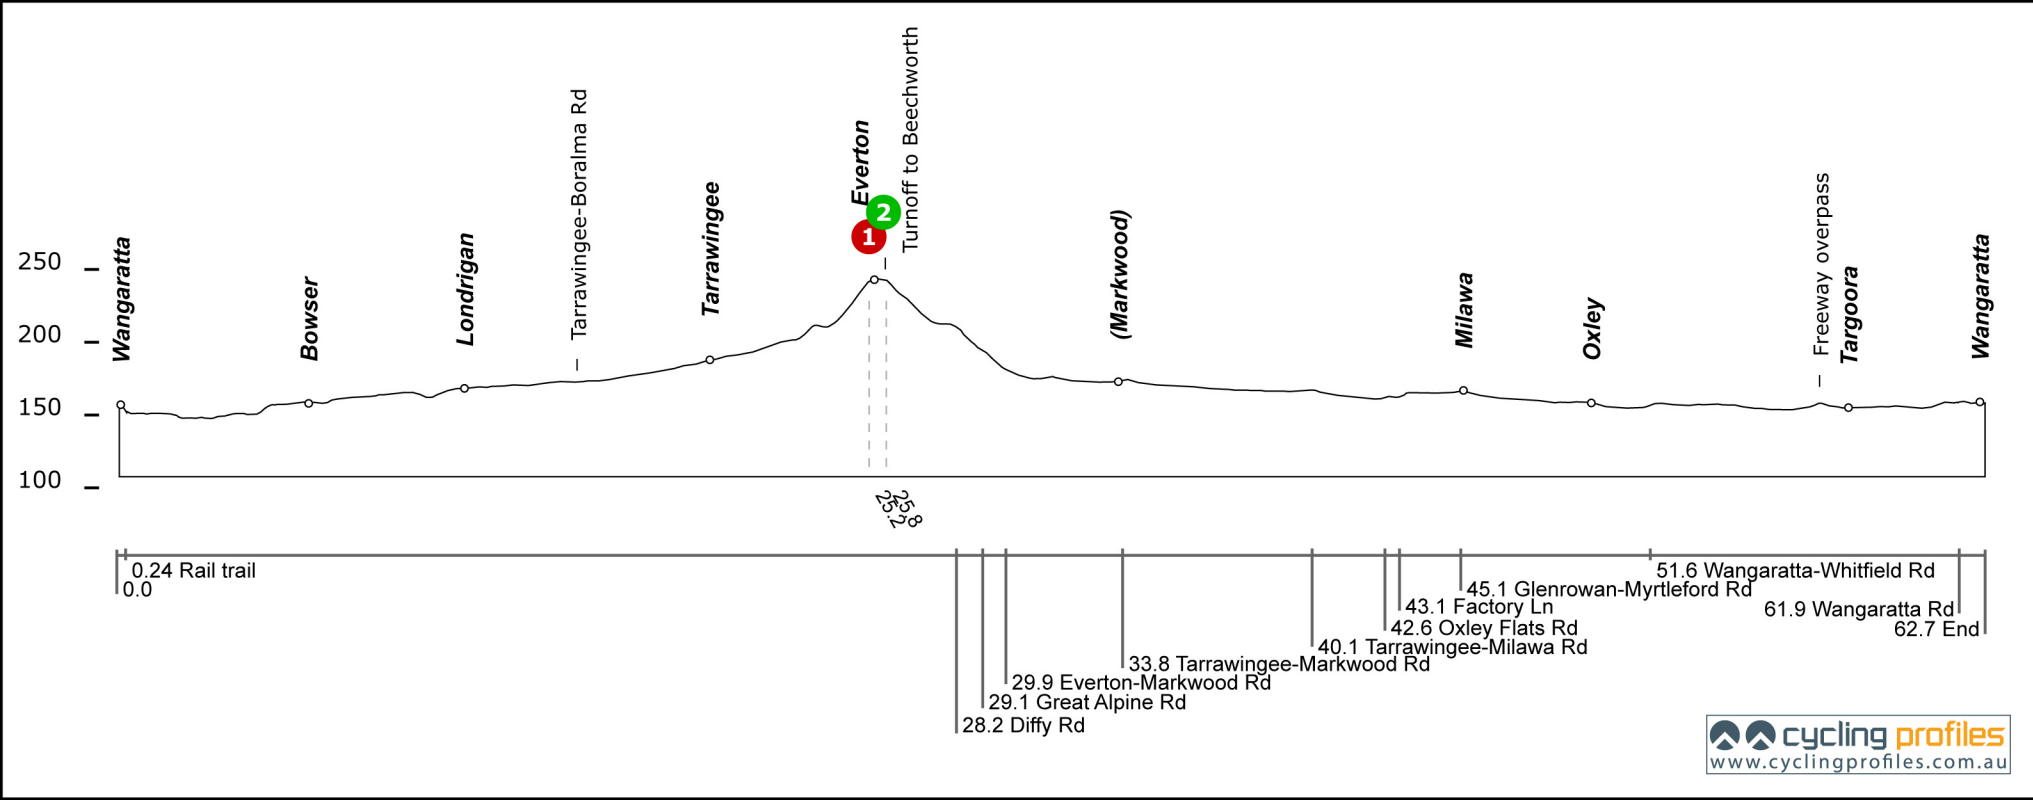 Turnoff to Beechworth
Tarrawingee-Boralma Rd
Everton
Freeway overpass
Tarrawingee
2
(Markwood)
1
Londrigan
Wangaratta
Wangaratta
250
Targoora
Milawa
Bowser
Oxley
200
150
100
25.2
25.8
0.24 Rail trail
0.0
51.6 Wangaratta-Whitfield Rd
45.1 Glenrowan-Myrtleford Rd
43.1 Factory Ln
61.9 Wangaratta Rd
42.6 Oxley Flats Rd
62.7 End
40.1 Tarrawingee-Milawa Rd
33.8 Tarrawingee-Markwood Rd
29.9 Everton-Markwood Rd
29.1 Great Alpine Rd
28.2 Diffy Rd
cycling profiles
www.cyclingprofiles.com.au